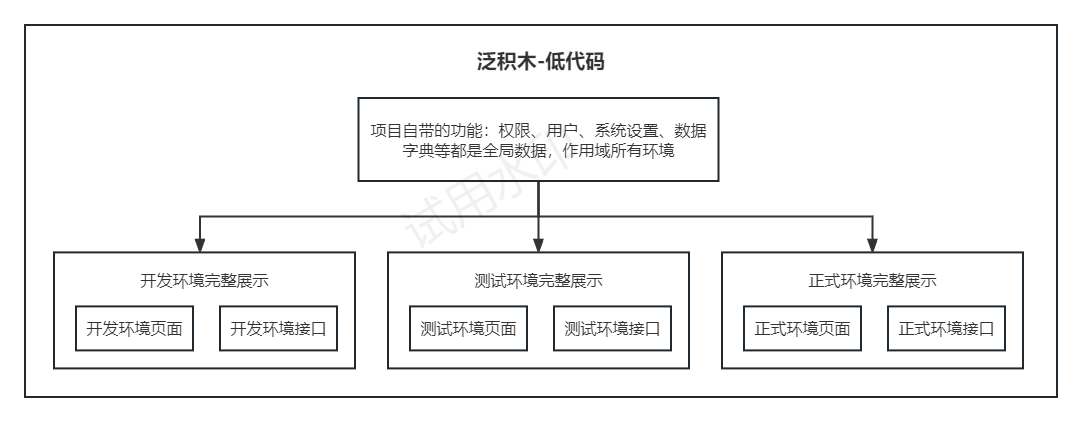 泛积木-低代码
项目自带的功能：权限、用户、系统设置、数据
字典等都是全局数据，作用域所有环境
试用水印
开发环境完整展示
测试环境完整展示
正式环境完整展示
开发环境页面
开发环境接口
测试环境页面
测试环境接口
正式环境页面
正式环境接口